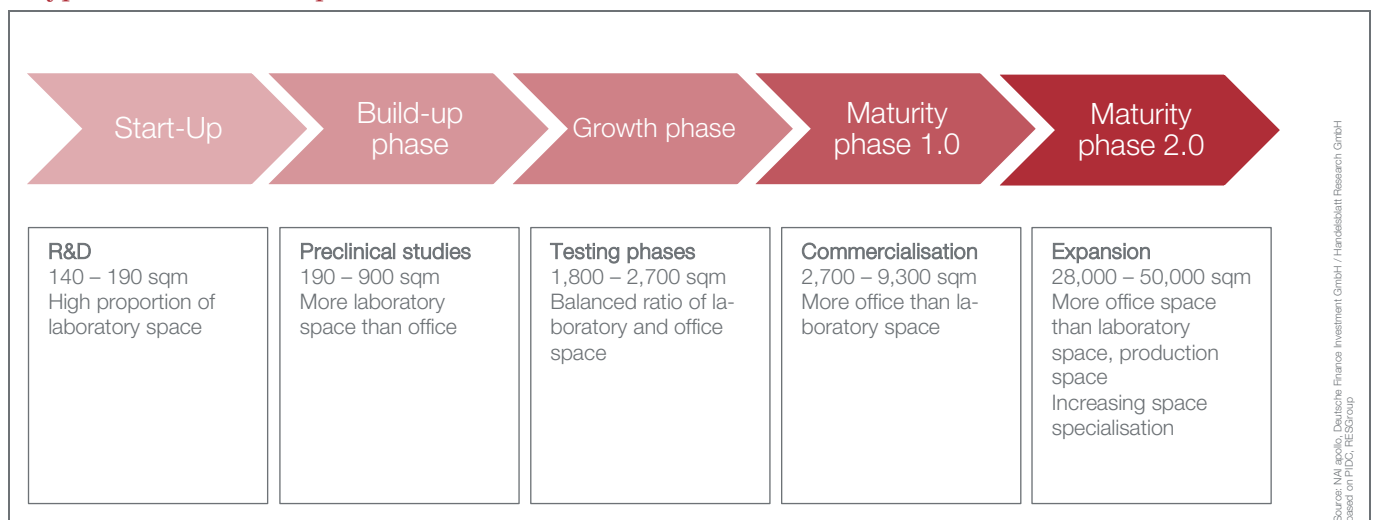 Start-Up
Build-up
phase
Growth phase
Maturity
phase 1.0
Maturity
phase 2.0
R&D
140 – 190 sqm
High proportion of
laboratory space
Preclinical studies
190 – 900 sqm
More laboratory
space than office
Testing phases
1,800 – 2,700 sqm
Balanced ratio of la-
boratory and office
space
Commercialisation
2,700 – 9,300 sqm
More office than la-
boratory space
Expansion
28,000 – 50,000 sqm
More office space
than laboratory
space, production
space
Increasing space
specialisation
Source: NAI apollo, Deutsche Finance Investment GmbH / Handelsblatt Research GmbH
based on PIDC, RESGroup